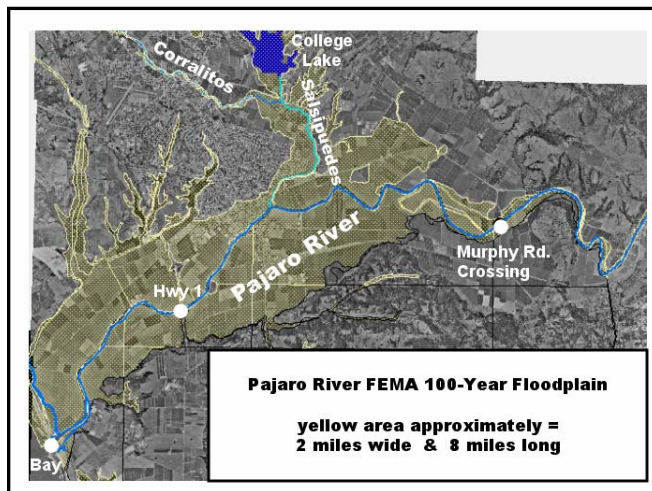 College
Lake
Corralitos
Salsipuedes
Murphy Rd.
Crossing
Pajaro River
Hwy 1
Bay
Pajaro River FEMA 100-Year Floodplain
yellow area approximately =
2 miles wide & 8 miles long